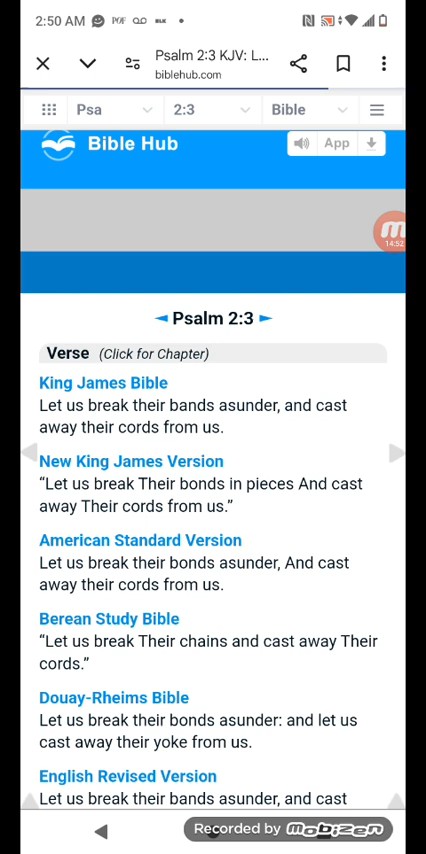 2:50 AM POF BLK
Psalm 2:3 KJV: L...
biblehub.com
Psa 2:3 Bible
Bible Hub App
14:52
Psalm 2:3
Verse (Click for Chapter)
King James Bible
Let us break their bands asunder, and cast
away their cords from us.
New King James Version
“Let us break Their bonds in pieces And cast
away Their cords from us.”
American Standard Version
Let us break their bonds asunder, And cast
away their cords from us.
Berean Study Bible
“Let us break Their chains and cast away Their
cords.”
Douay-Rheims Bible
Let us break their bonds asunder: and let us
cast away their yoke from us.
English Revised Version
Let us break their bands asunder, and cast
Recorded by mobizen